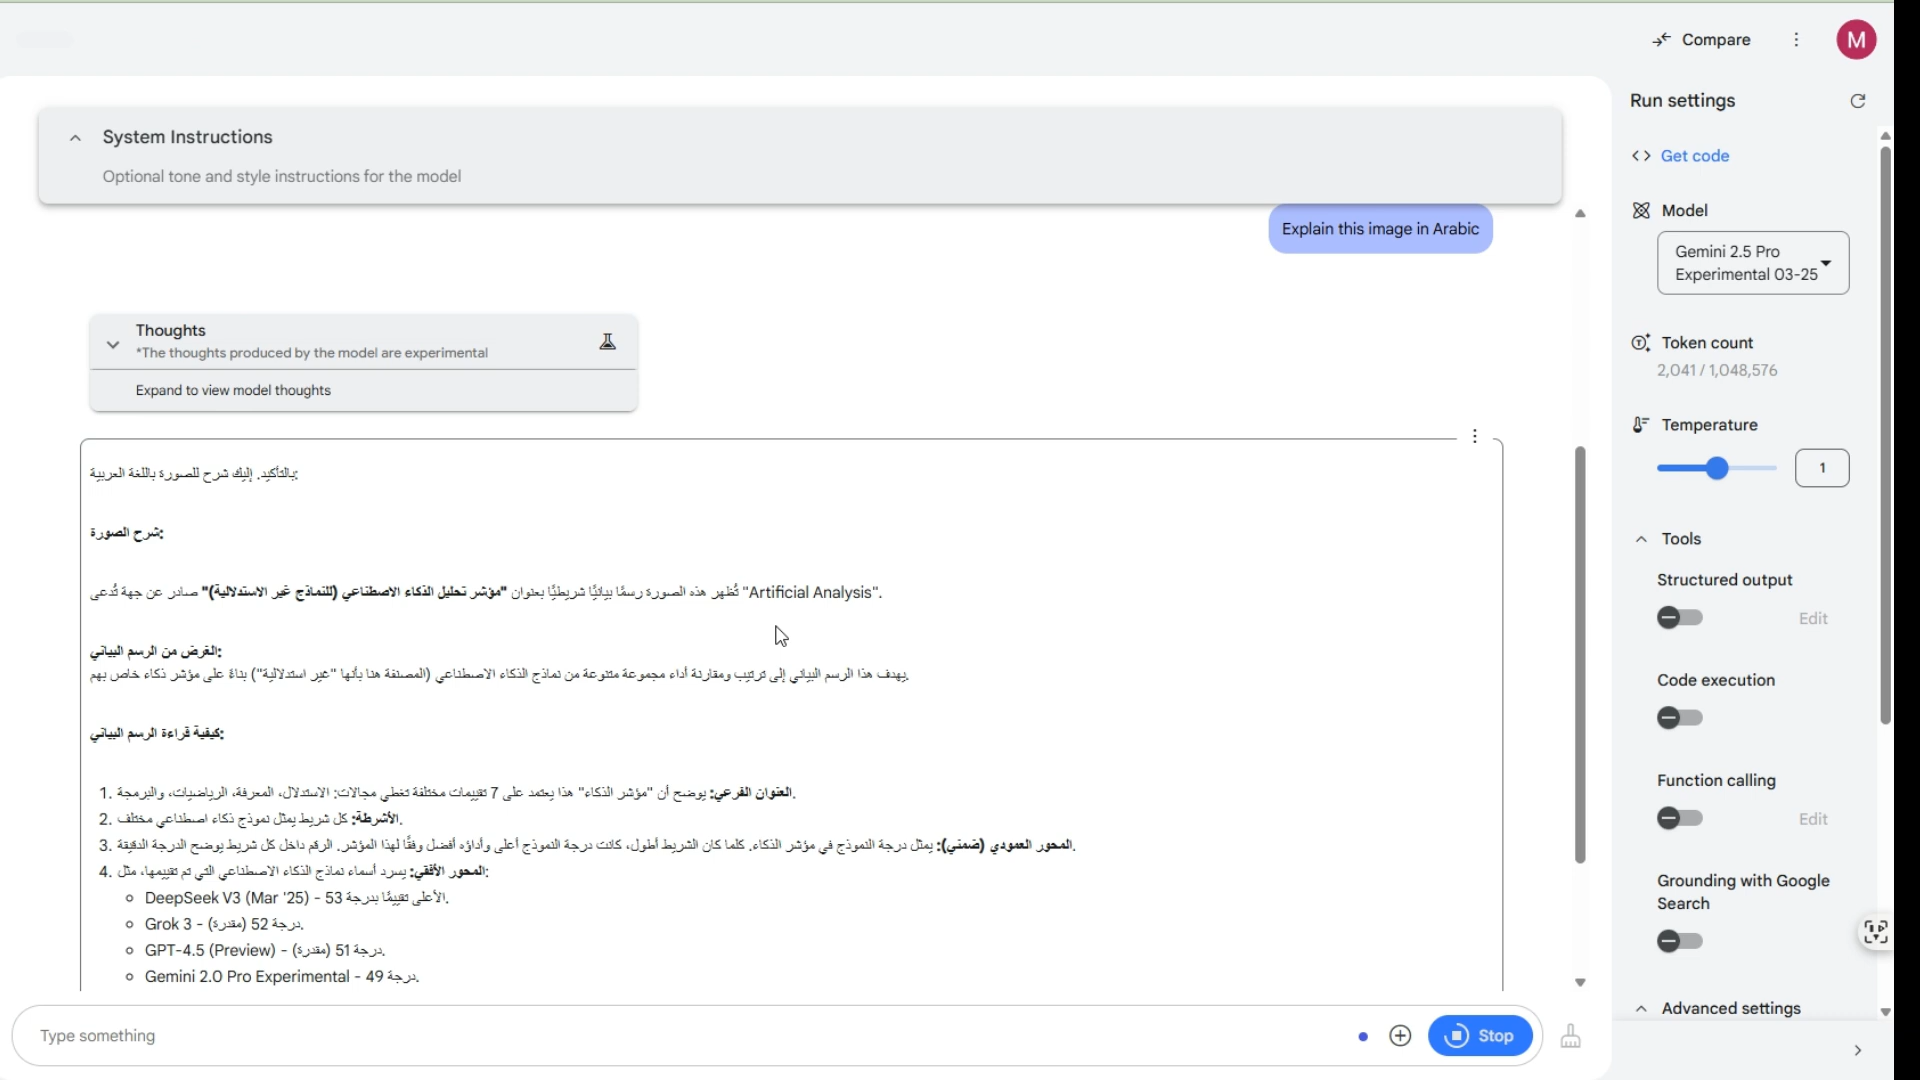 Compare
M
System Instructions
Optional tone and style instructions for the model
Explain this image in Arabic
Thoughts
*The thoughts produced by the model are experimental
Expand to view model thoughts
بالتأكيد. إليك شرح للصورة باللغة العربية:
شرح الصورة:
تُظهر هذه الصورة رسمًا بيانيًا شريطيًا بعنوان "مؤشر تحليل الذكاء الاصطناعي (للنماذج غير الاستدلالية)" صادر عن جهة تُدعى "Artificial Analysis".
الغرض من الرسم البياني:
يهدف هذا الرسم البياني إلى ترتيب ومقارنة أداء مجموعة متنوعة من نماذج الذكاء الاصطناعي (المصنفة هنا بأنها "غير استدلالية") بناءً على مؤشر ذكاء خاص بهم.
كيفية قراءة الرسم البياني:
1. العنوان الفرعي: يوضح أن "مؤشر الذكاء" هذا يعتمد على 7 تقييمات مختلفة تغطي مجالات: الاستدلال، المعرفة، الرياضيات، والبرمجة.
2. الأشرطة: كل شريط يمثل نموذج ذكاء اصطناعي مختلف.
3. المحور العمودي (ضمني): يمثل درجة النموذج في مؤشر الذكاء. كلما كان الشريط أطول، كانت درجة النموذج أعلى وأداؤه أفضل وفقًا لهذا المؤشر. الرقم داخل كل شريط يوضح الدرجة الدقيقة.
4. المحور الأفقي: يسرد أسماء نماذج الذكاء الاصطناعي التي تم تقييمها، مثل:
DeepSeek V3 (Mar '25) - الأعلى تقييمًا بدرجة 53.
Grok 3 - (مقدرة) درجة 52.
GPT-4.5 (Preview) - (مقدرة) درجة 51.
Gemini 2.0 Pro Experimental - درجة 49.
Type something
Stop
Run settings
Get code
Model
Gemini 2.5 Pro
Experimental 03-25
Token count
2,041 / 1,048,576
Temperature
1
Tools
Structured output
Edit
Code execution
Function calling
Edit
Grounding with Google
Search
Advanced settings